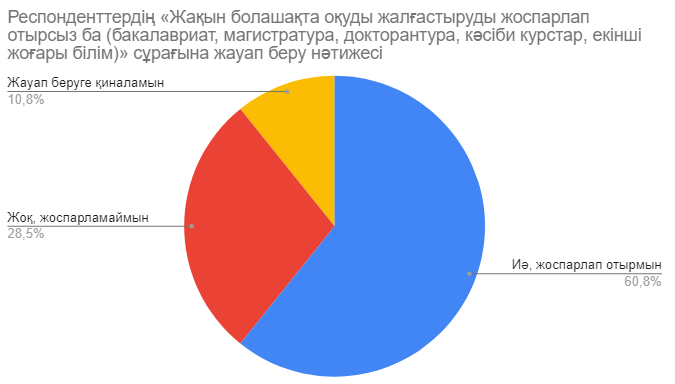 Респонденттердің «Жақын болашақта оқуды жалғастыруды жоспарлап
отырсыз ба (бакалавриат, магистратура, докторантура, кәсіби курстар, екінші
жоғары білім)» сұрағына жауап беру нәтижесі
Жауап беруге қиналамын
10,8%
Жоқ, жоспарламаймын
28,5%
Иә, жоспарлап отырмын
60,8%